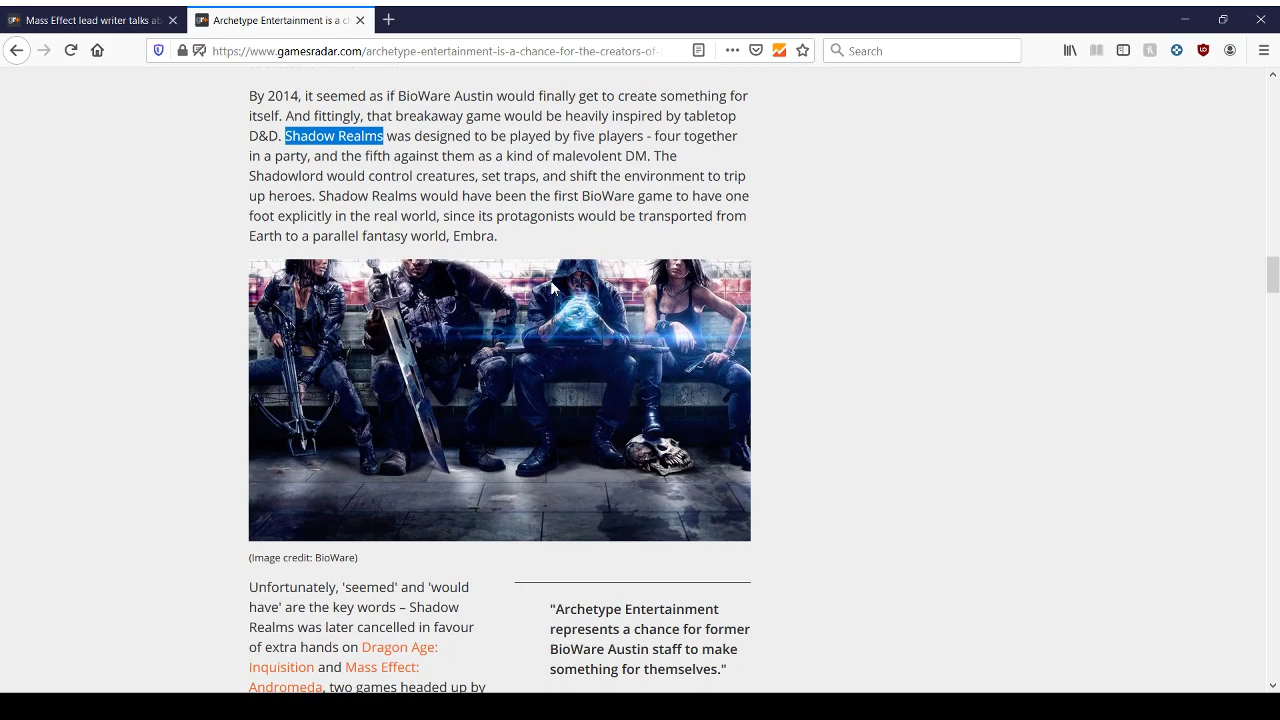 Mass Effect lead writer talks ab
Archetype Entertainment is a c
https://www.gamesradar.com/archetype-entertainment-is-a-chance-for-the-creators-of-
Search
By 2014, it seemed as if BioWare Austin would finally get to create something for
itself. And fittingly, that breakaway game would be heavily inspired by tabletop
D&D. Shadow Realms was designed to be played by five players - four together
in a party, and the fifth against them as a kind of malevolent DM. The
Shadowlord would control creatures, set traps, and shift the environment to trip
up heroes. Shadow Realms would have been the first BioWare game to have one
foot explicitly in the real world, since its protagonists would be transported from
Earth to a parallel fantasy world, Embra.
(Image credit: BioWare)
Unfortunately, 'seemed' and 'would
have' are the key words – Shadow
Realms was later cancelled in favour
of extra hands on Dragon Age:
Inquisition and Mass Effect:
Andromeda, two games headed up by
"Archetype Entertainment
represents a chance for former
BioWare Austin staff to make
something for themselves."